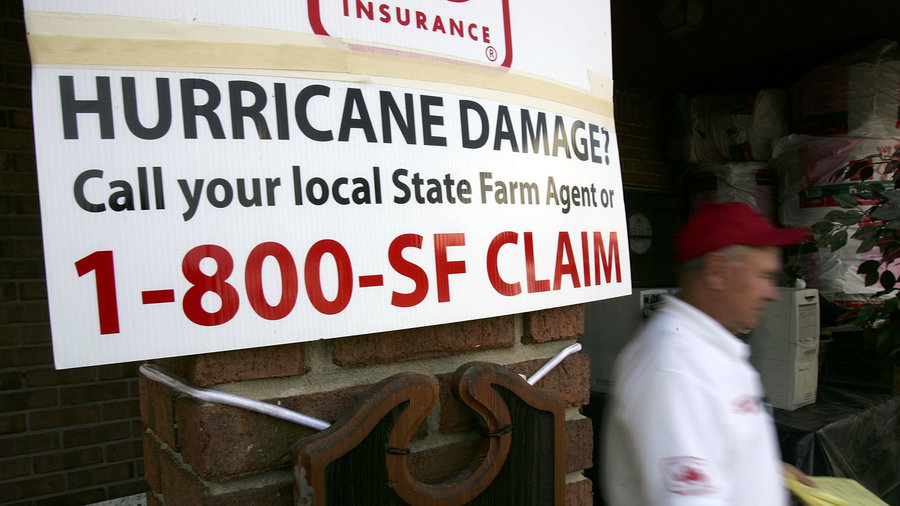 INSURANCE
®
HURRICANE DAMAGE?
Call your local State Farm Agent or
1-800-SF CLAIM